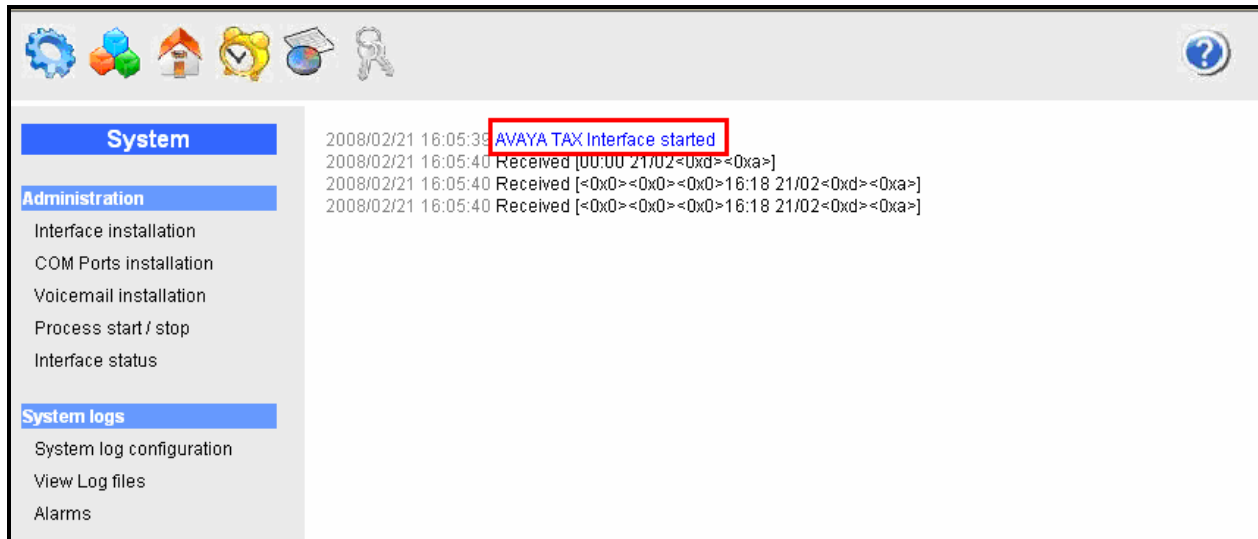 ?
System
Administration
Interface installation
COM Ports installation
Voicemail installation
Process start / stop
Interface status
System logs
System log configuration
View Log files
Alarms
2008/02/21 16:05:39 AVAYA TAX Interface started
2008/02/21 16:05:40 Received [00:00 21/02<0xd><0xa>]
2008/02/21 16:05:40 Received [<0x0><0x0><0x0>16:18 21/02<0xd><0xa>]
2008/02/21 16:05:40 Received [<0x0><0x0><0x0>16:18 21/02<0xd><0xa>]